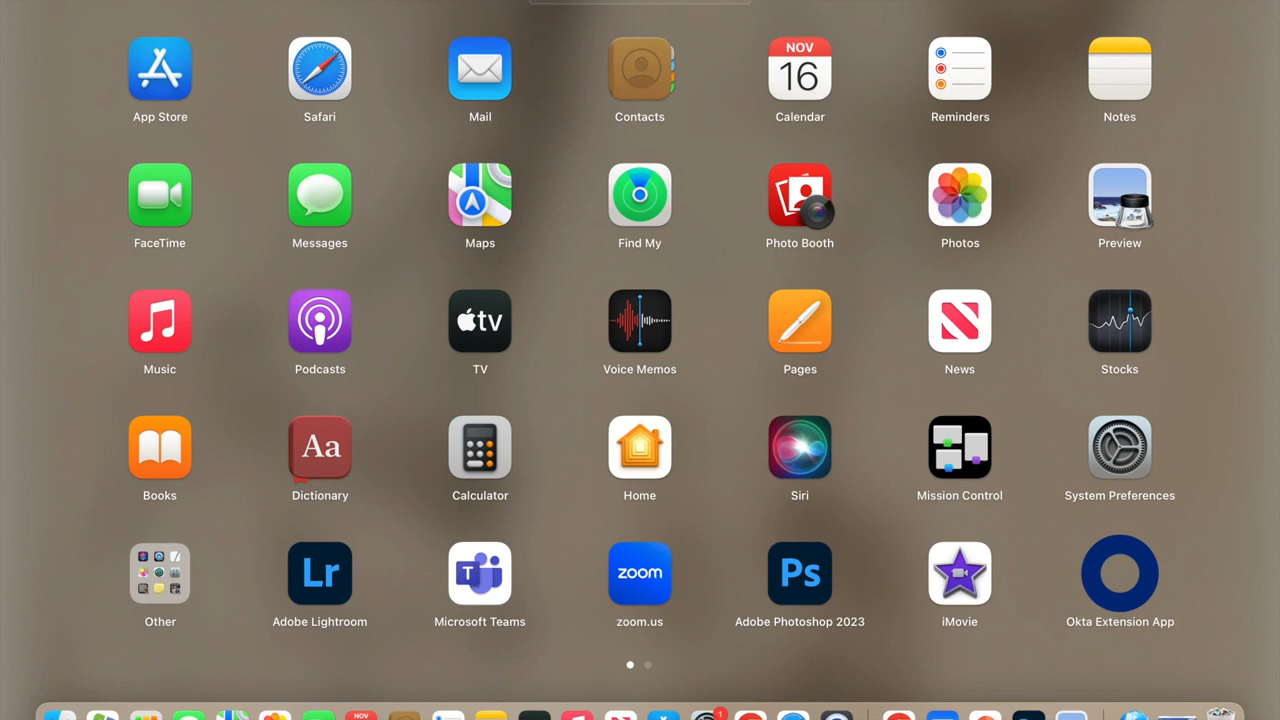 NOV
16
App Store
Safari
Mail
Contacts
Calendar
Reminders
Notes
FaceTime
Messages
Maps
Find My
Photo Booth
Photos
Preview
tv
Music
Podcasts
TV
Voice Memos
Pages
News
Stocks
Aa
Books
Dictionary
Calculator
Home
Siri
Mission Control
System Preferences
Lr
T
zoom
Ps
Other
Adobe Lightroom
Microsoft Teams
zoom.us
Adobe Photoshop 2023
iMovie
Okta Extension App
NOV
1